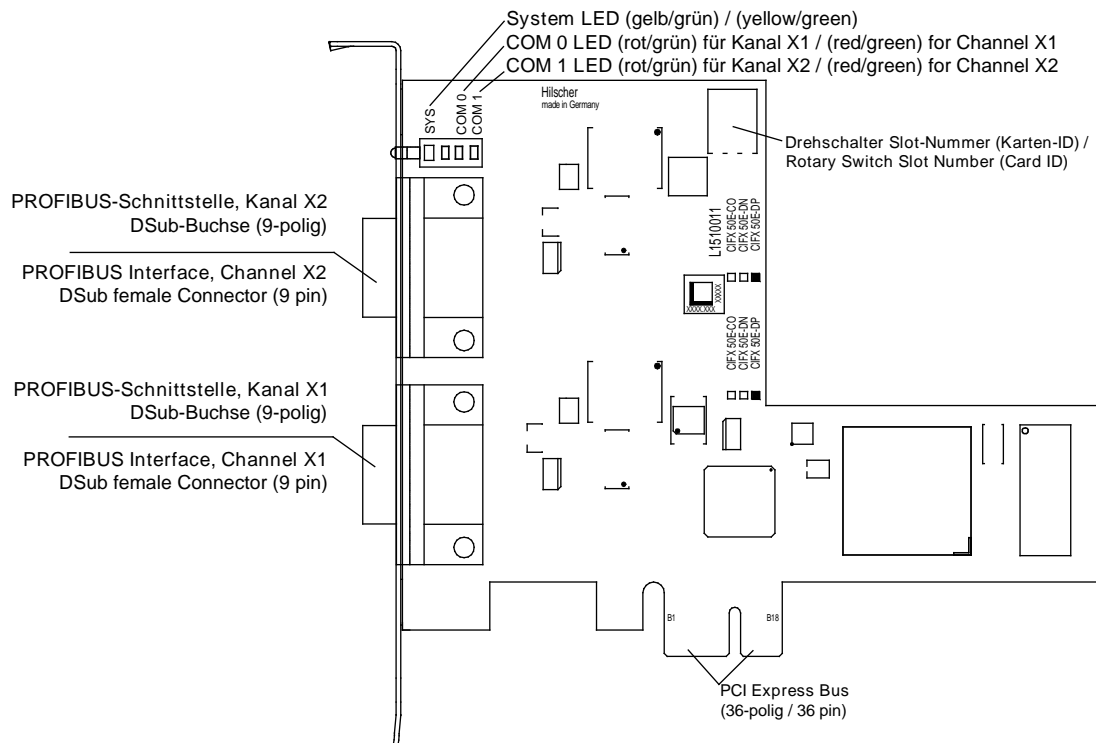 System LED (gelb/grün) / (yellow/green)
COM 0 LED (rot/grün) für Kanal X1 / (red/green) for Channel X1
COM 1 LED (rot/grün) für Kanal X2 / (red/green) for Channel X2
SYS
COM 0
COM 1
Hilscher
made in Germany
Drehschalter Slot-Nummer (Karten-ID) /
Rotary Switch Slot Number (Card ID)
PROFIBUS-Schnittstelle, Kanal X2
DSub-Buchse (9-polig)
PROFIBUS Interface, Channel X2
DSub female Connector (9 pin)
L1510011
CIFX 50E-CO
CIFX 50E-DN
CIFX 50E-DP
XXXXX
XXXXXXX
CIFX 50E-CO
CIFX 50E-DN
CIFX 50E-DP
PROFIBUS-Schnittstelle, Kanal X1
DSub-Buchse (9-polig)
PROFIBUS Interface, Channel X1
DSub female Connector (9 pin)
B1
B18
PCI Express Bus
(36-polig / 36 pin)